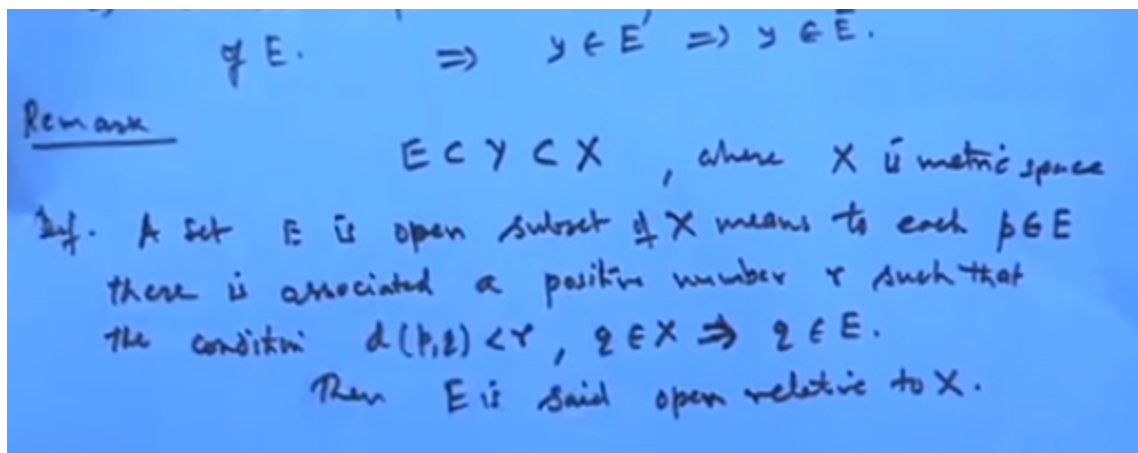 of E. ⇒ y ∈ E' ⇒ y ∈ Ē.
Remark
E ⊂ Y ⊂ X , where X is metric space
Def. A set E is open subset of X means to each p ∈ E
there is associated a positive number r such that
the condition d(p,q) < r , q ∈ X ⇒ q ∈ E.
Then E is said open relative to X.